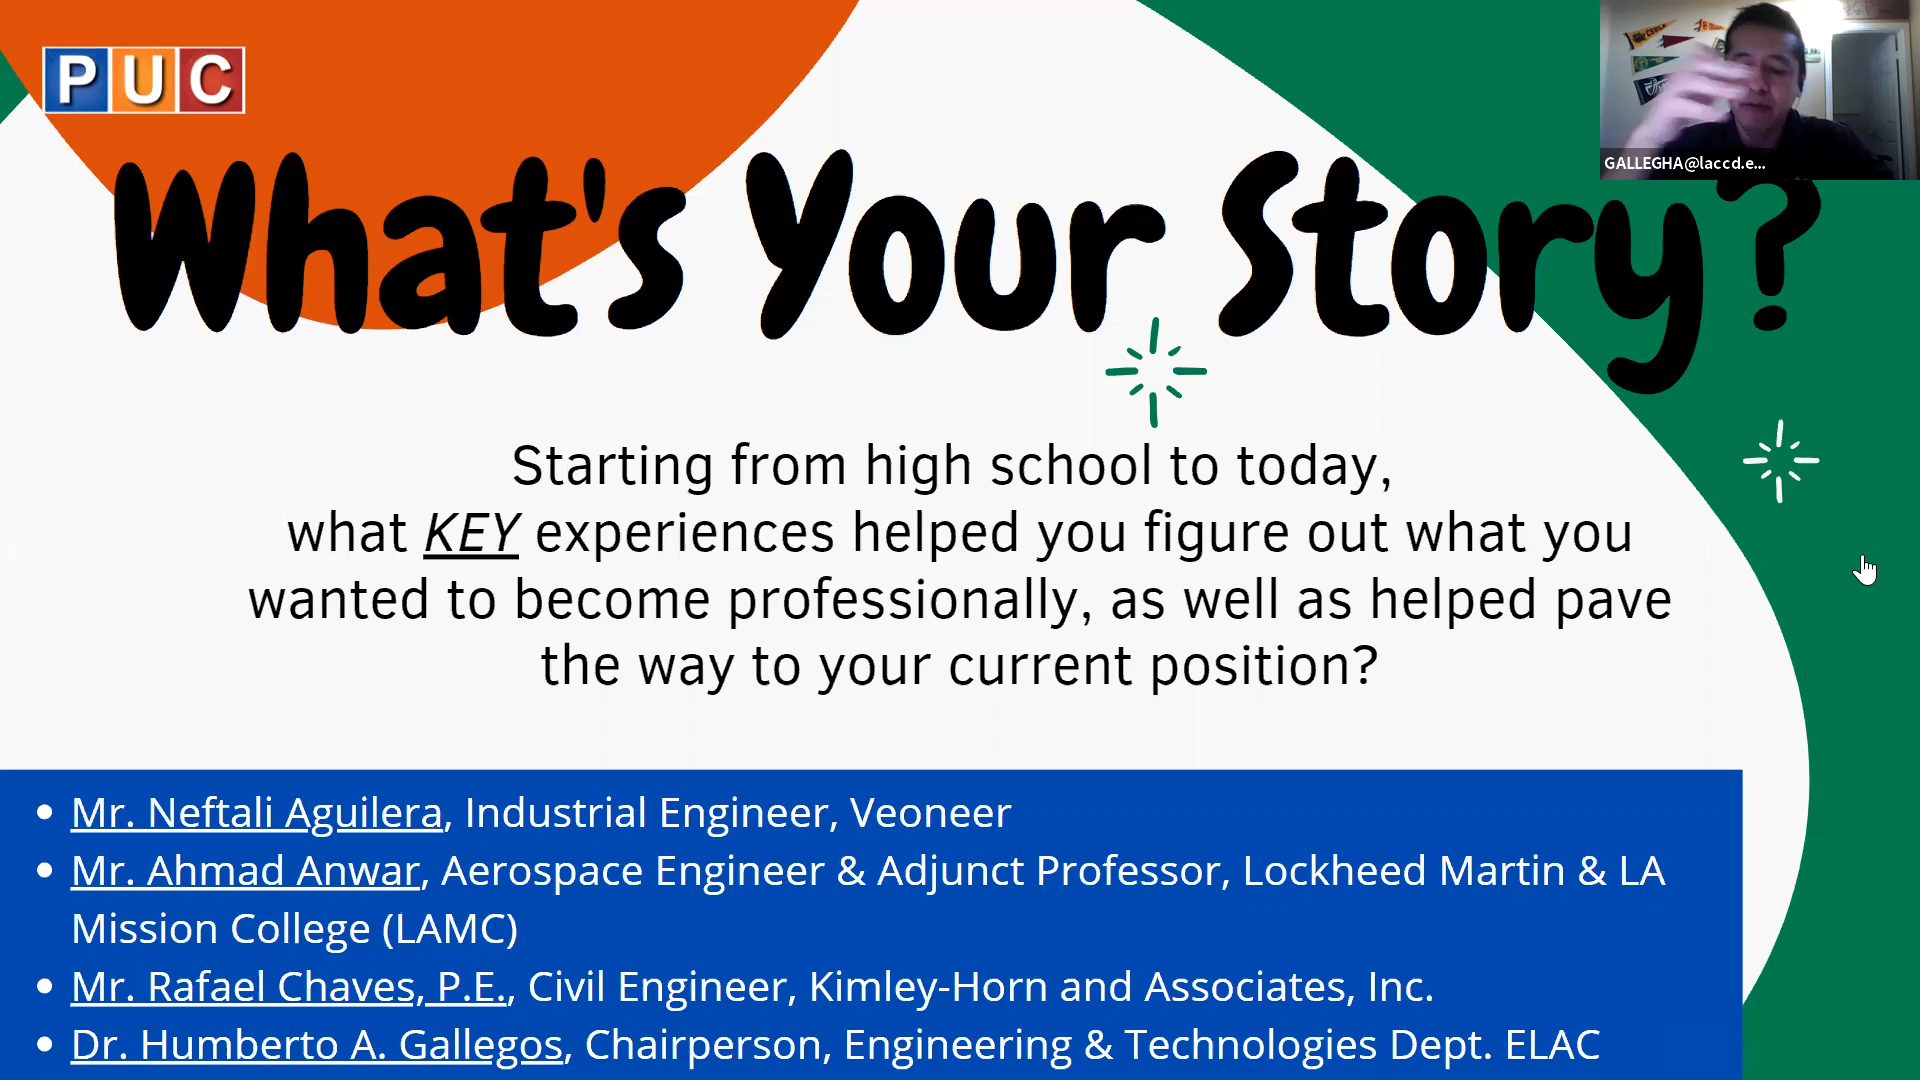 PUC
GALLEGHA@laccd.e...
What's Your Story?
Starting from high school to today,
what KEY experiences helped you figure out what you
wanted to become professionally, as well as helped pave
the way to your current position?
• Mr. Neftali Aguilera, Industrial Engineer, Veoneer
• Mr. Ahmad Anwar, Aerospace Engineer & Adjunct Professor, Lockheed Martin & LA
Mission College (LAMC)
• Mr. Rafael Chaves, P.E., Civil Engineer, Kimley-Horn and Associates, Inc.
• Dr. Humberto A. Gallegos, Chairperson, Engineering & Technologies Dept. ELAC